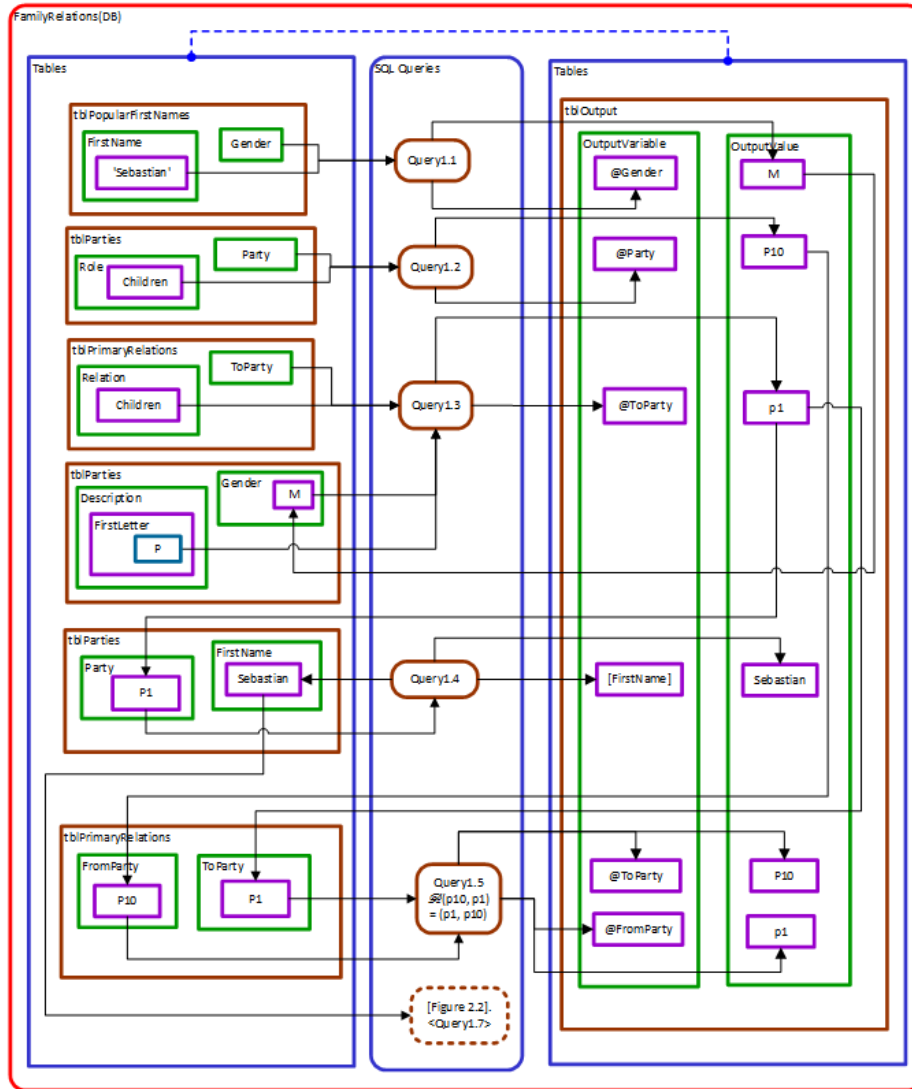 FamilyRelations(DB)
Tables
tblPopularFirstNames
FirstName
'Sebastian'
Gender
tblParties
Role
Children
Party
tblPrimaryRelations
Relation
Children
ToParty
tblParties
Description
FirstLetter
P
Gender
M
tblParties
Party
P1
FirstName
Sebastian
tblPrimaryRelations
FromParty
P10
ToParty
P1
SQL Queries
Query1.1
Query1.2
Query1.3
Query1.4
Query1.5
ℛ(p10, p1)
= (p1, p10)
[Figure 2.2].
<Query1.7>
Tables
tblOutput
OutputVariable
@Gender
@Party
@ToParty
[FirstName]
@ToParty
@FromParty
OutputValue
M
P10
p1
Sebastian
P10
p1